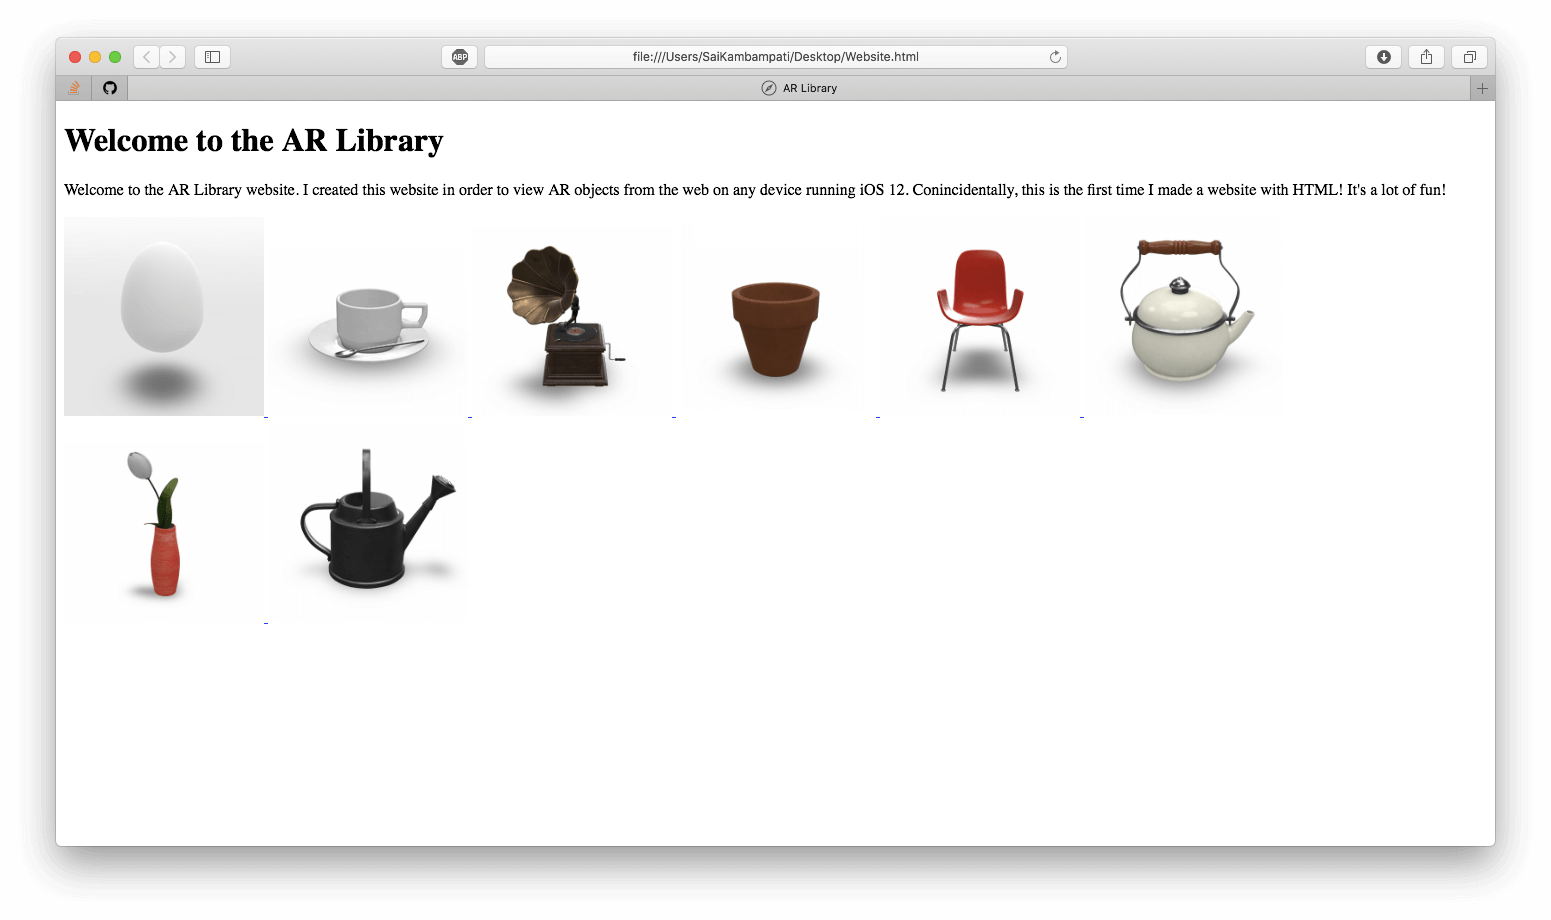 ABP
file:///Users/SaiKambampati/Desktop/Website.html
AR Library
Welcome to the AR Library
Welcome to the AR Library website. I created this website in order to view AR objects from the web on any device running iOS 12. Conincidentally, this is the first time I made a website with HTML! It's a lot of fun!